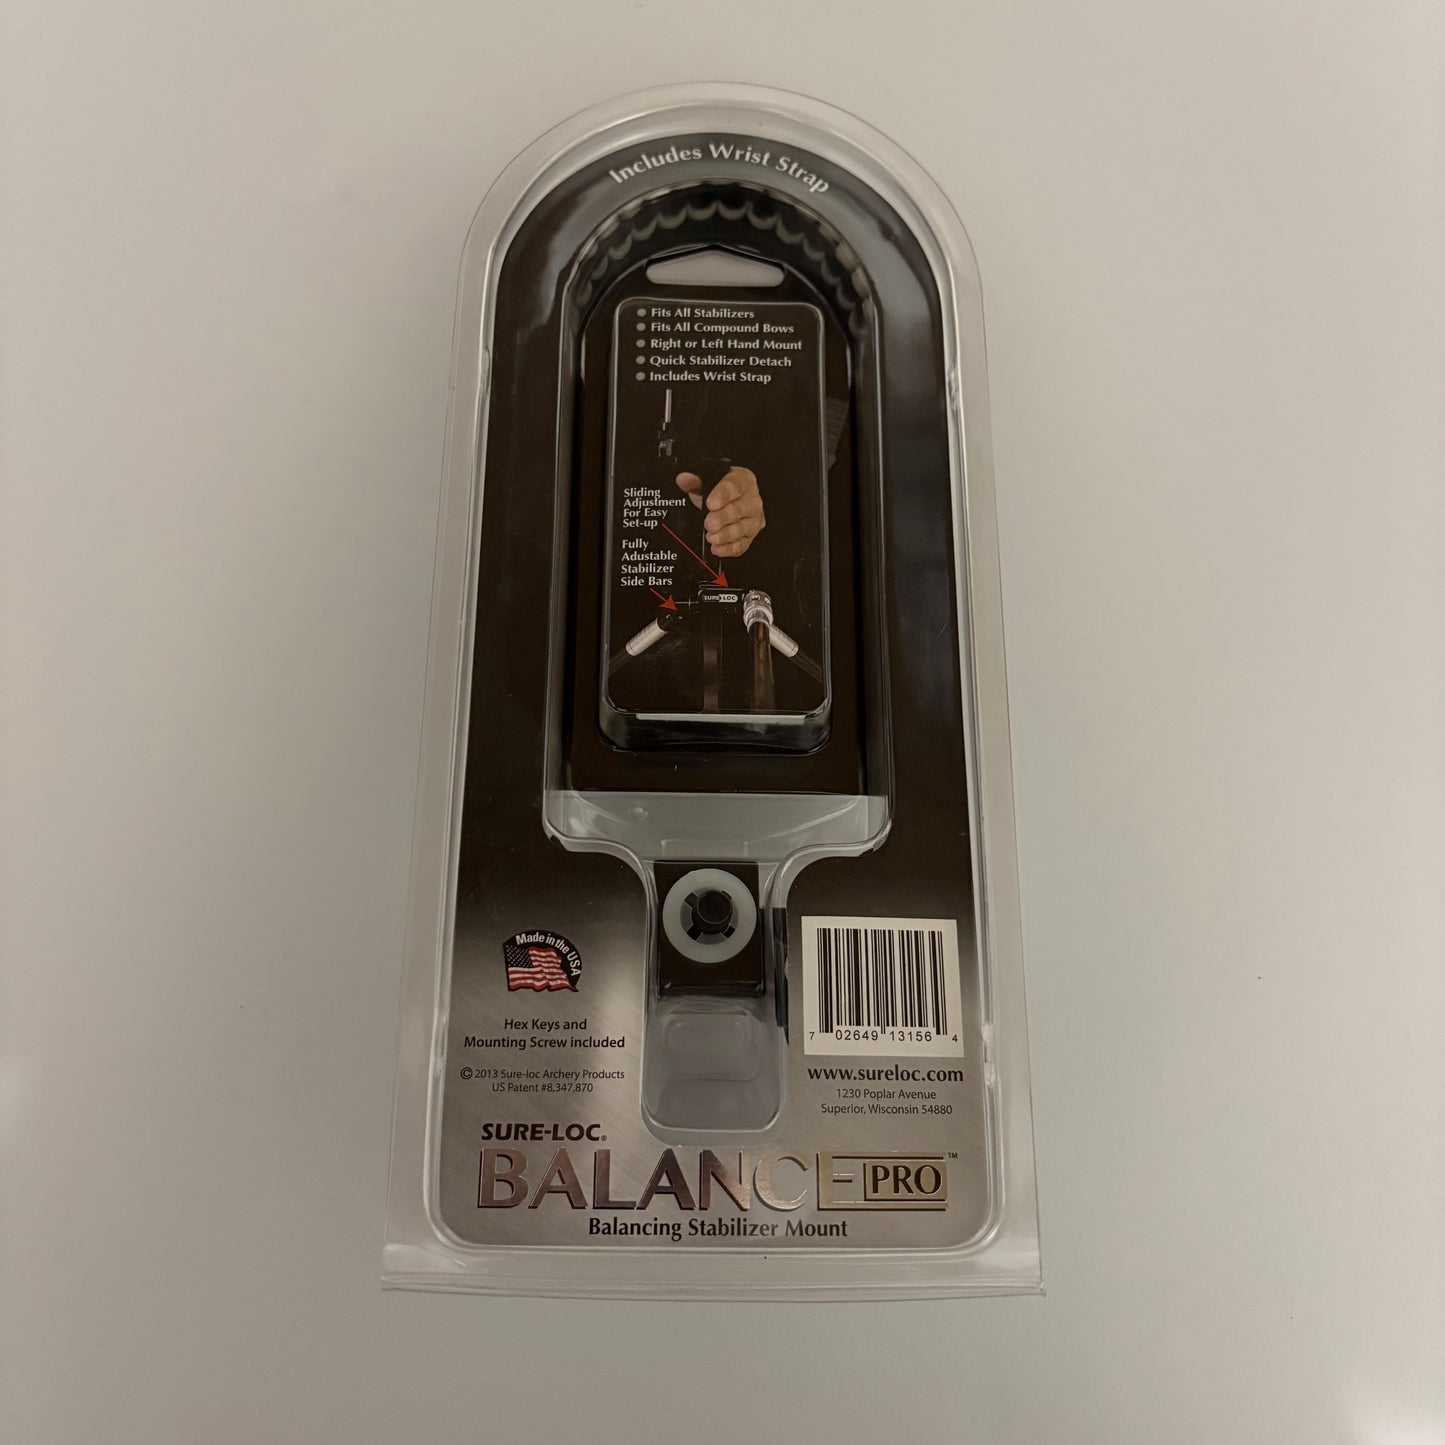 Includes Wrist Strap
Fits All Stabilizers
Fits All Compound Bows
Right or Left Hand Mount
Quick Stabilizer Detach
Includes Wrist Strap
Sliding
Adjustment
For Easy
Set-up
Fully
Adustable
Stabilizer
Side Bars
SURE LOC
Made in the USA
Hex Keys and
Mounting Screw included
© 2013 Sure-loc Archery Products
US Patent #8,347,870
7 02649 13156 4
www.sureloc.com
1230 Poplar Avenue
Superior, Wisconsin 54880
SURE-LOC®
BALANCE PRO™
Balancing Stabilizer Mount